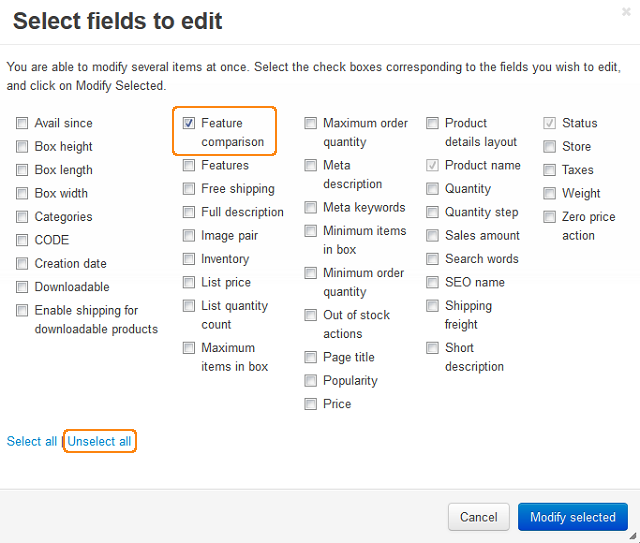 Select fields to edit
You are able to modify several items at once. Select the check boxes corresponding to the fields you wish to edit,
and click on Modify Selected.
Avail since
Box height
Box length
Box width
Categories
CODE
Creation date
Downloadable
Enable shipping for
downloadable products
Feature
comparison
Features
Free shipping
Full description
Image pair
Inventory
List price
List quantity
count
Maximum
items in box
Maximum order
quantity
Meta
description
Meta keywords
Minimum items
in box
Minimum order
quantity
Out of stock
actions
Page title
Popularity
Price
Product
details layout
Product name
Quantity
Quantity step
Sales amount
Search words
SEO name
Shipping
freight
Short
description
Status
Store
Taxes
Weight
Zero price
action
Select all | Unselect all
Cancel
Modify selected